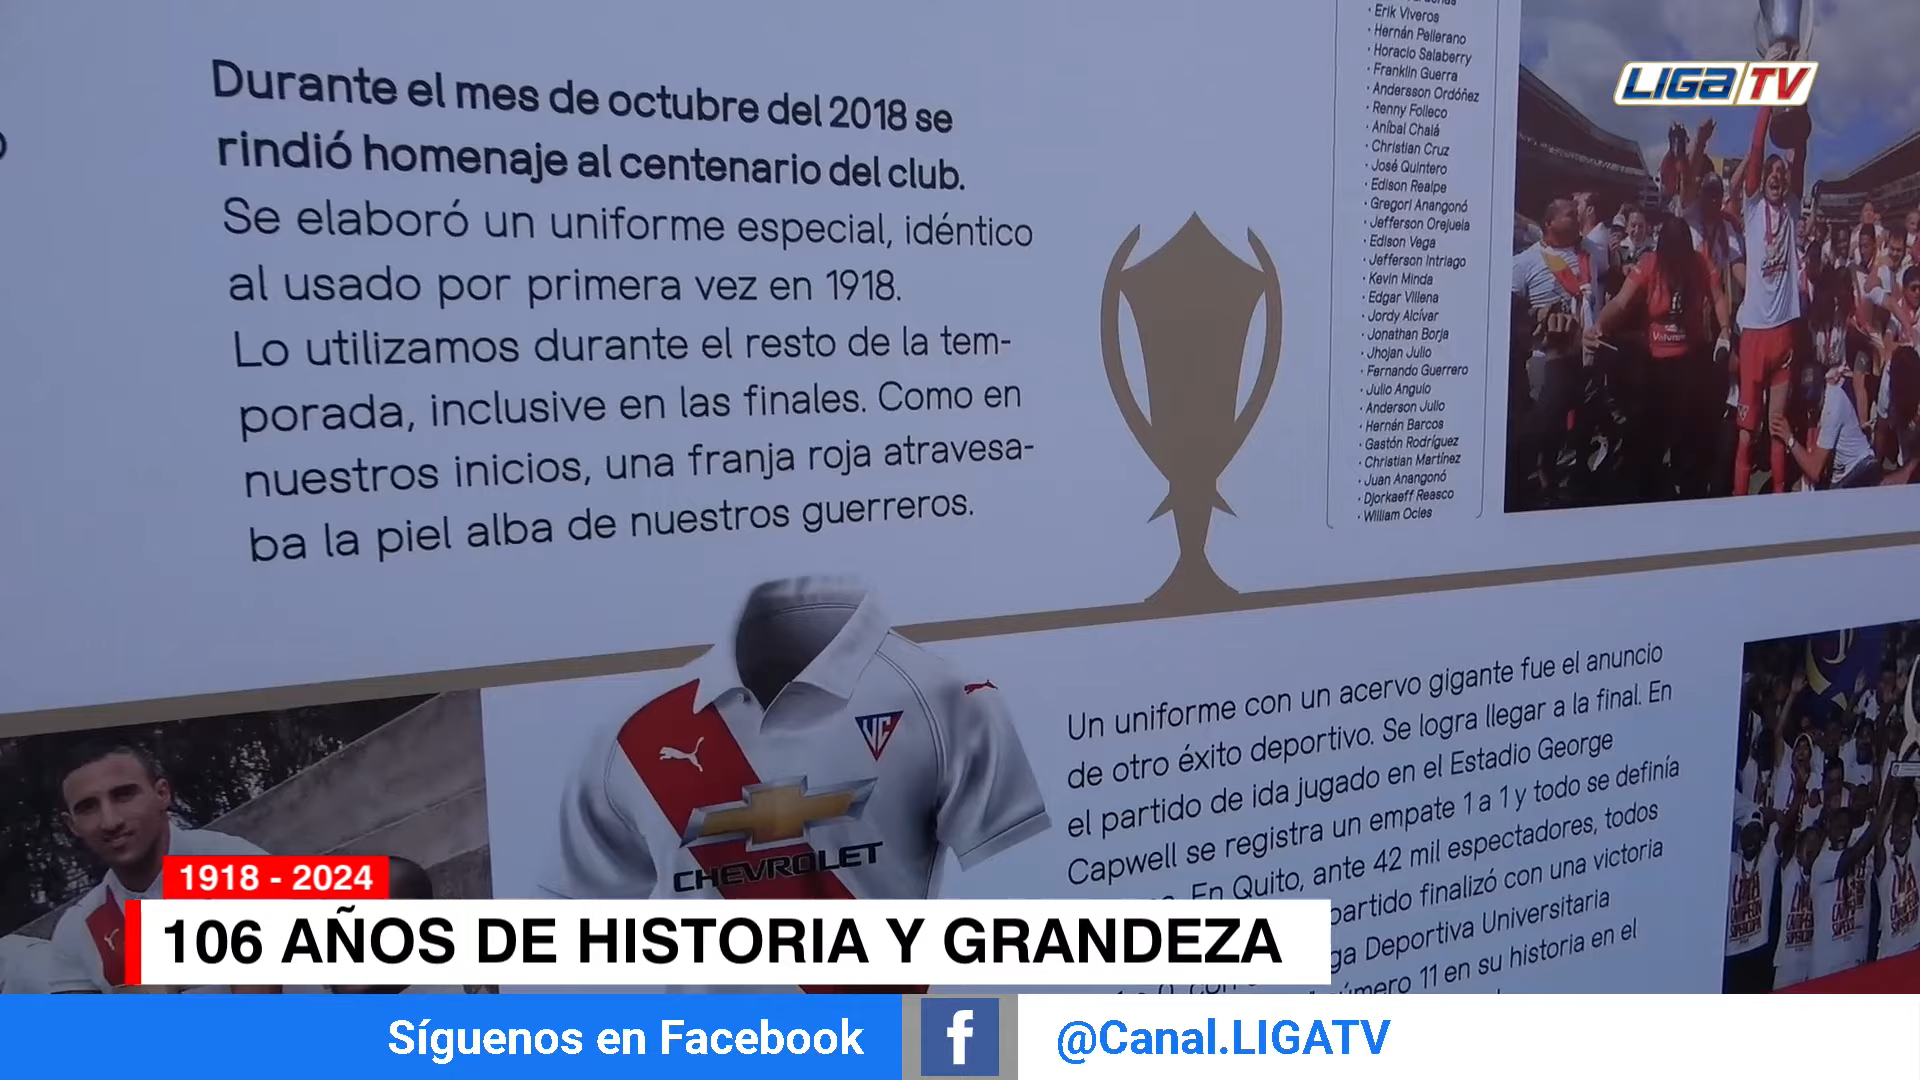 Durante el mes de octubre del 2018 se
rindió homenaje al centenario del club.
Se elaboró un uniforme especial, idéntico
al usado por primera vez en 1918.
Lo utilizamos durante el resto de la tem-
porada, inclusive en las finales. Como en
nuestros inicios, una franja roja atravesa-
ba la piel alba de nuestros guerreros.
· Erik Viveros
· Hernán Pellerano
· Horacio Salaberry
· Franklin Guerra
· Andersson Ordóñez
· Renny Folleco
· Aníbal Chalá
· Christian Cruz
· José Quintero
· Edison Realpe
· Gregori Anangonó
· Jefferson Orejuela
· Edison Vega
· Jefferson Intriago
· Kevin Minda
· Edgar Villena
· Jordy Alcívar
· Jonathan Borja
· Jhojan Julio
· Fernando Guerrero
· Julio Angulo
· Anderson Julio
· Hernán Barcos
· Gastón Rodríguez
· Christian Martínez
· Juan Anangonó
· Djorkaeff Reasco
· William Ocles
LIGA TV
CHEVROLET
Un uniforme con un acervo gigante fue el anuncio
de otro éxito deportivo. Se logra llegar a la final. En
el partido de ida jugado en el Estadio George
Capwell se registra un empate 1 a 1 y todo se definía
En Quito, ante 42 mil espectadores, todos
partido finalizó con una victoria
Deportiva Universitaria
número 11 en su historia en el
1918 - 2024
106 AÑOS DE HISTORIA Y GRANDEZA
Síguenos en Facebook
f
@Canal.LIGATV